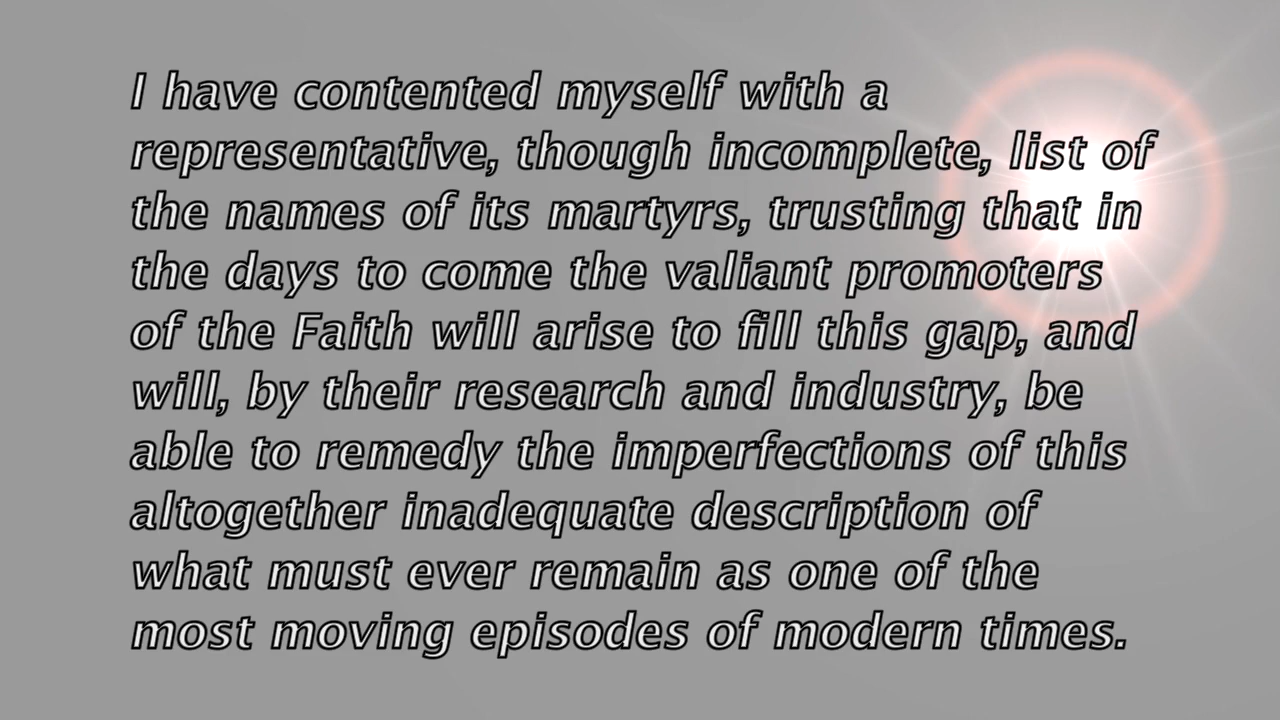 I have contented myself with a
representative, though incomplete, list of
the names of its martyrs, trusting that in
the days to come the valiant promoters
of the Faith will arise to fill this gap, and
will, by their research and industry, be
able to remedy the imperfections of this
altogether inadequate description of
what must ever remain as one of the
most moving episodes of modern times.